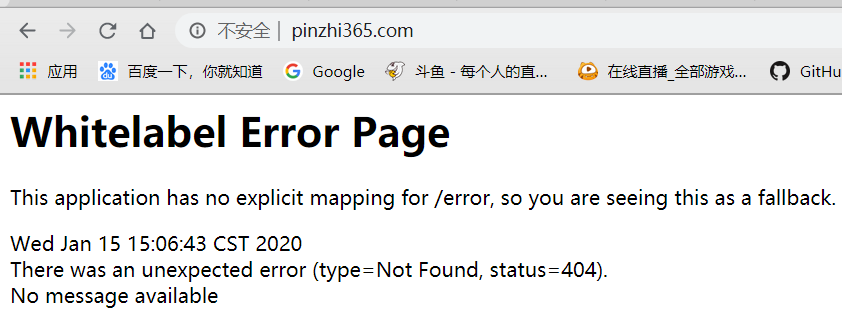 不安全 | pinzhi365.com
应用 百度一下，你就知道 Google 斗鱼 - 每个人的直... 在线直播_全部游戏... GitHu
Whitelabel Error Page
This application has no explicit mapping for /error, so you are seeing this as a fallback.
Wed Jan 15 15:06:43 CST 2020
There was an unexpected error (type=Not Found, status=404).
No message available